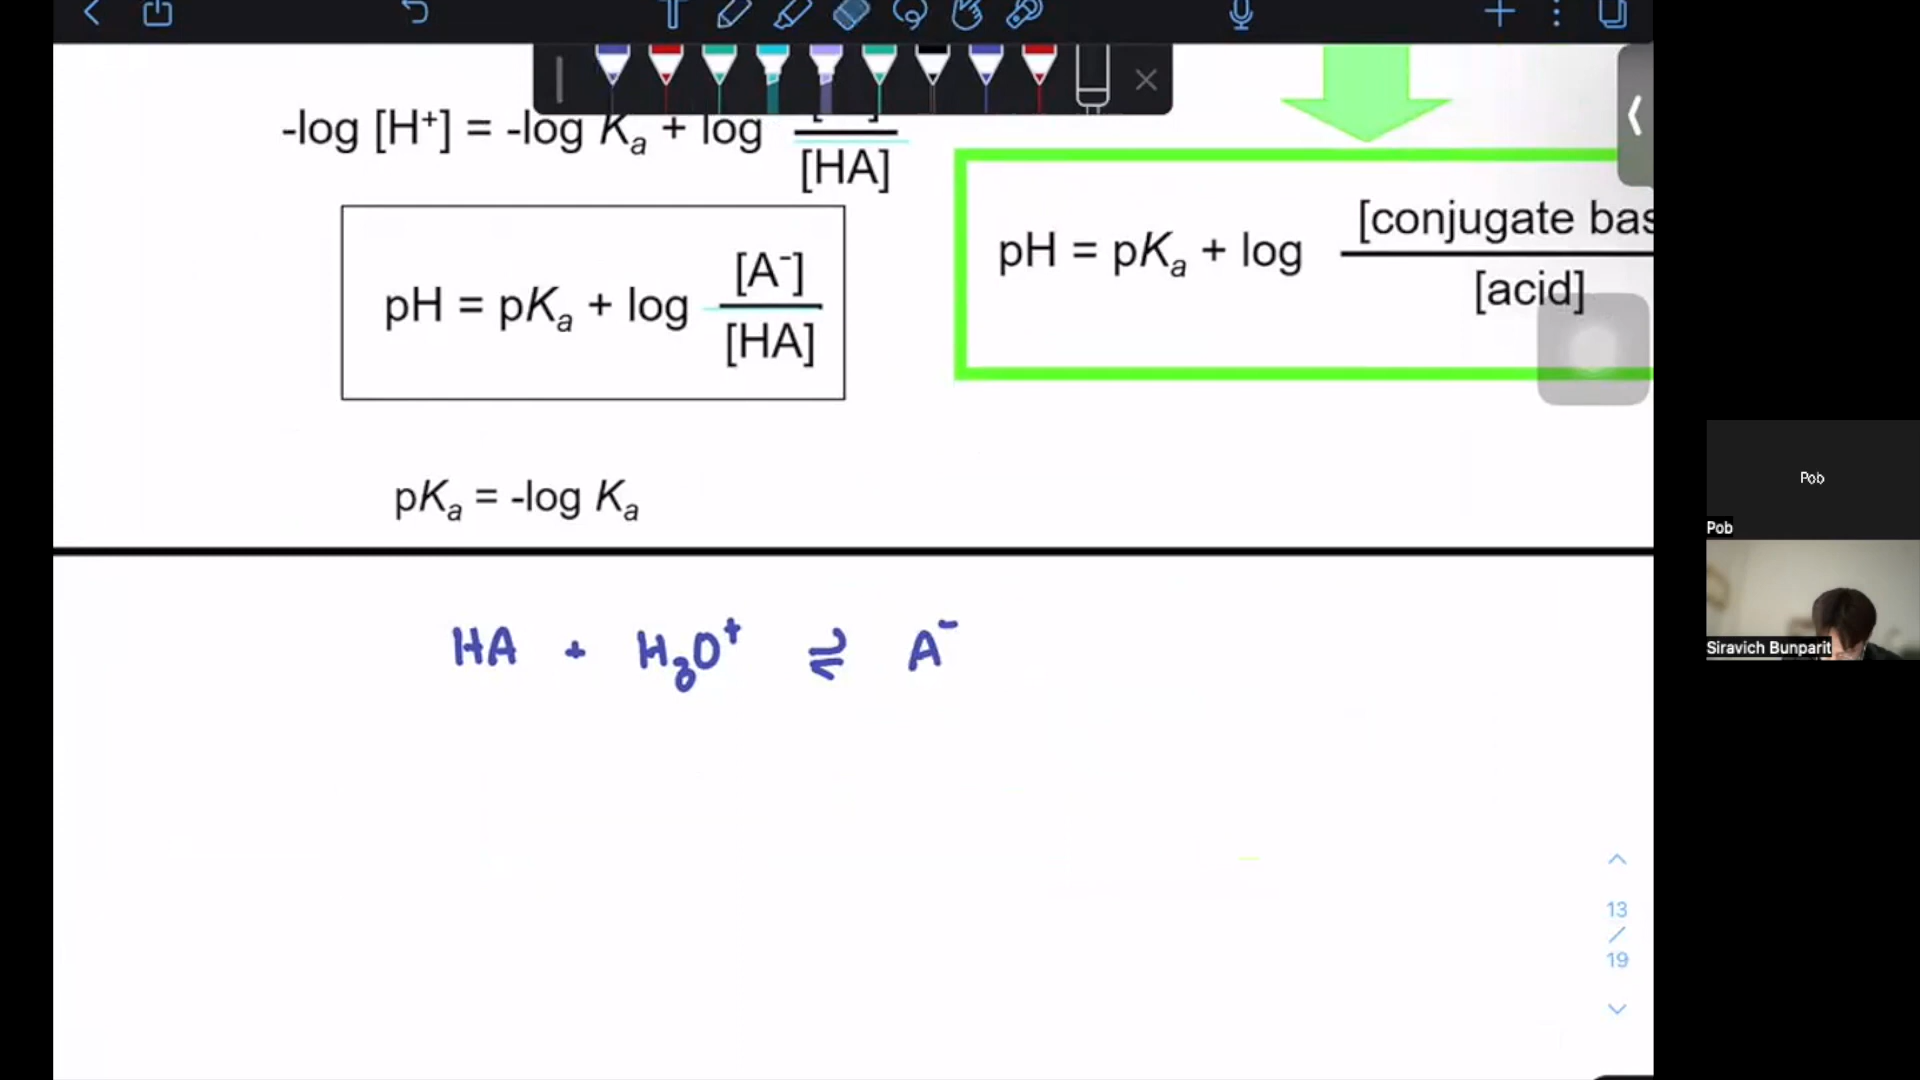 -log [H⁺] = -log Kₐ + log
[HA]
pH = pKₐ + log [A⁻]
[HA]
pH = pKₐ + log [conjugate bas
[acid]
pKₐ = -log Kₐ
HA + H₃O⁺ ⇌ A⁻
13
/
19
Pob
Pob
Siravich Bunparit